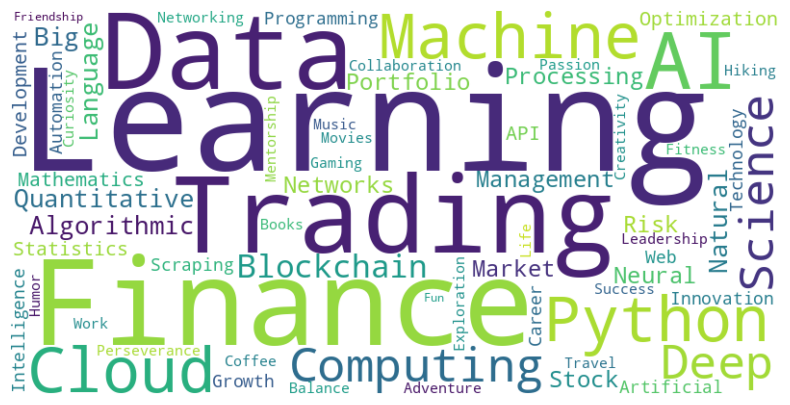 Friendship
Networking
Programming
Optimization
Big
Data
Machine
AI
Development
Automation
Curiosity
Language
Learning
Collaboration
Portfolio
Passion
Processing
Hiking
Mentorship
Music
Movies
Gaming
API
Creativity
Fitness
Technology
Science
Mathematics
Networks
Management
Quantitative
Trading
Natural
Algorithmic
Books
Life
Risk
Leadership
Statistics
Scraping
Blockchain
Market
Web
Neural
Intelligence
Humor
Finance
Fun
Exploration
Career
Success
Innovation
Work
Python
Perseverance
Cloud
Coffee
Computing
Travel
Deep
Growth
Balance
Adventure
Stock
Artificial